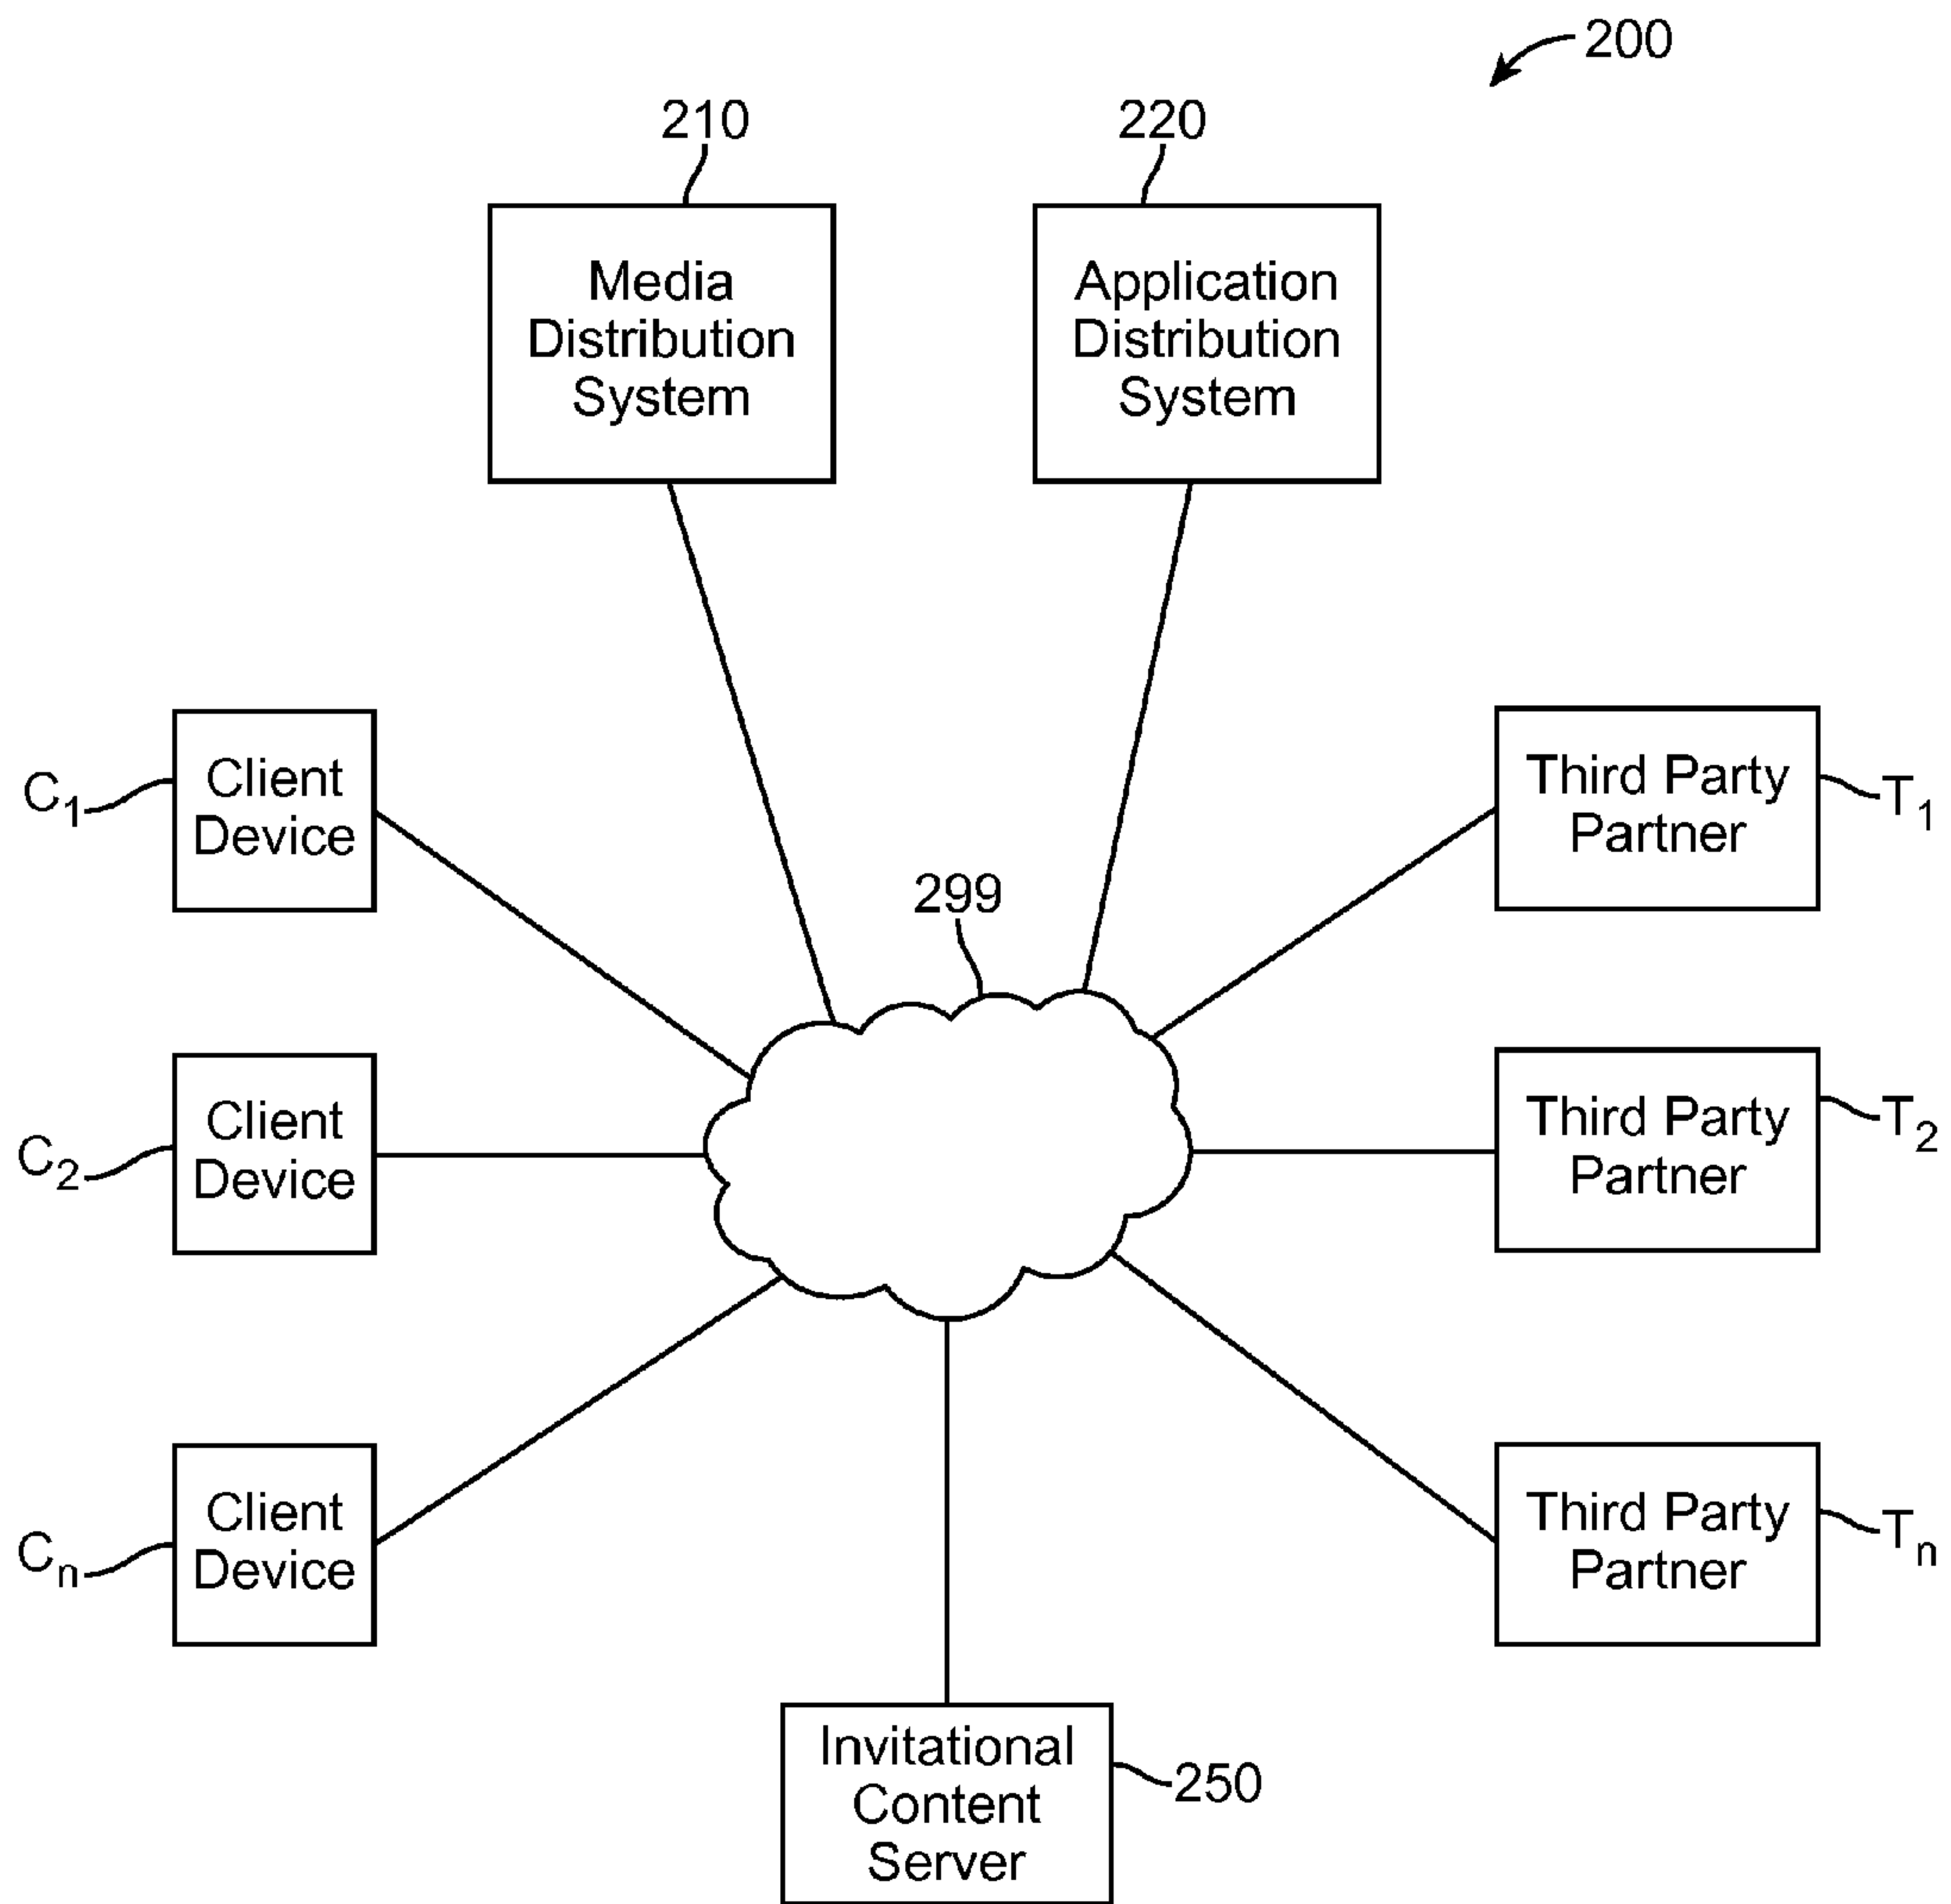 200
210
220
Media
Distribution
System
Application
Distribution
System
C1
Client
Device
Third Party
Partner
T1
299
C2
Client
Device
Third Party
Partner
T2
Cn
Client
Device
Third Party
Partner
Tn
Invitational
Content
Server
250